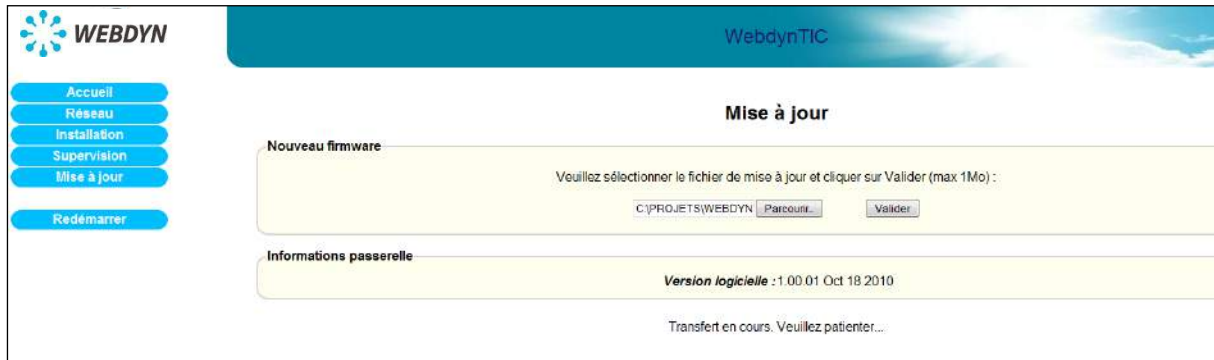 WEBDYN
WebdynTIC
Accueil
Réseau
Installation
Supervision
Mise à jour
Redémarrer
Mise à jour
Nouveau firmware
Veuillez sélectionner le fichier de mise à jour et cliquer sur Valider (max 1Mo) :
C:\PROJETS\WEBDYN Parcourir.. Valider
Informations passerelle
Version logicielle :1.00.01 Oct 18 2010
Transfert en cours. Veuillez patienter...